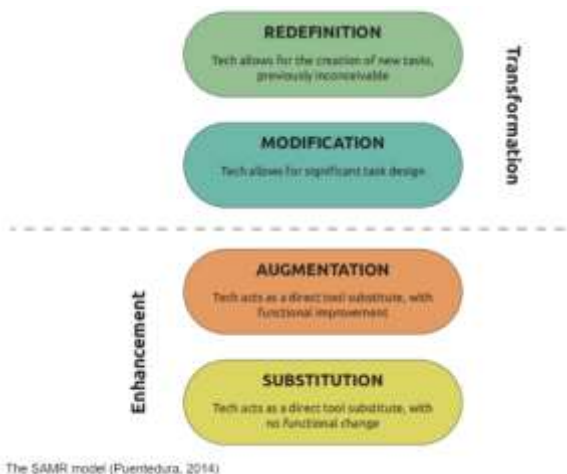 REDEFINITION
Tech allows for the creation of new tasks,
previously inconceivable
Transformation
MODIFICATION
Tech allows for significant task design
AUGMENTATION
Tech acts as a direct tool substitute, with
functional improvement
Enhancement
SUBSTITUTION
Tech acts as a direct tool substitute, with
no functional change
The SAMR model (Puentedura, 2014)